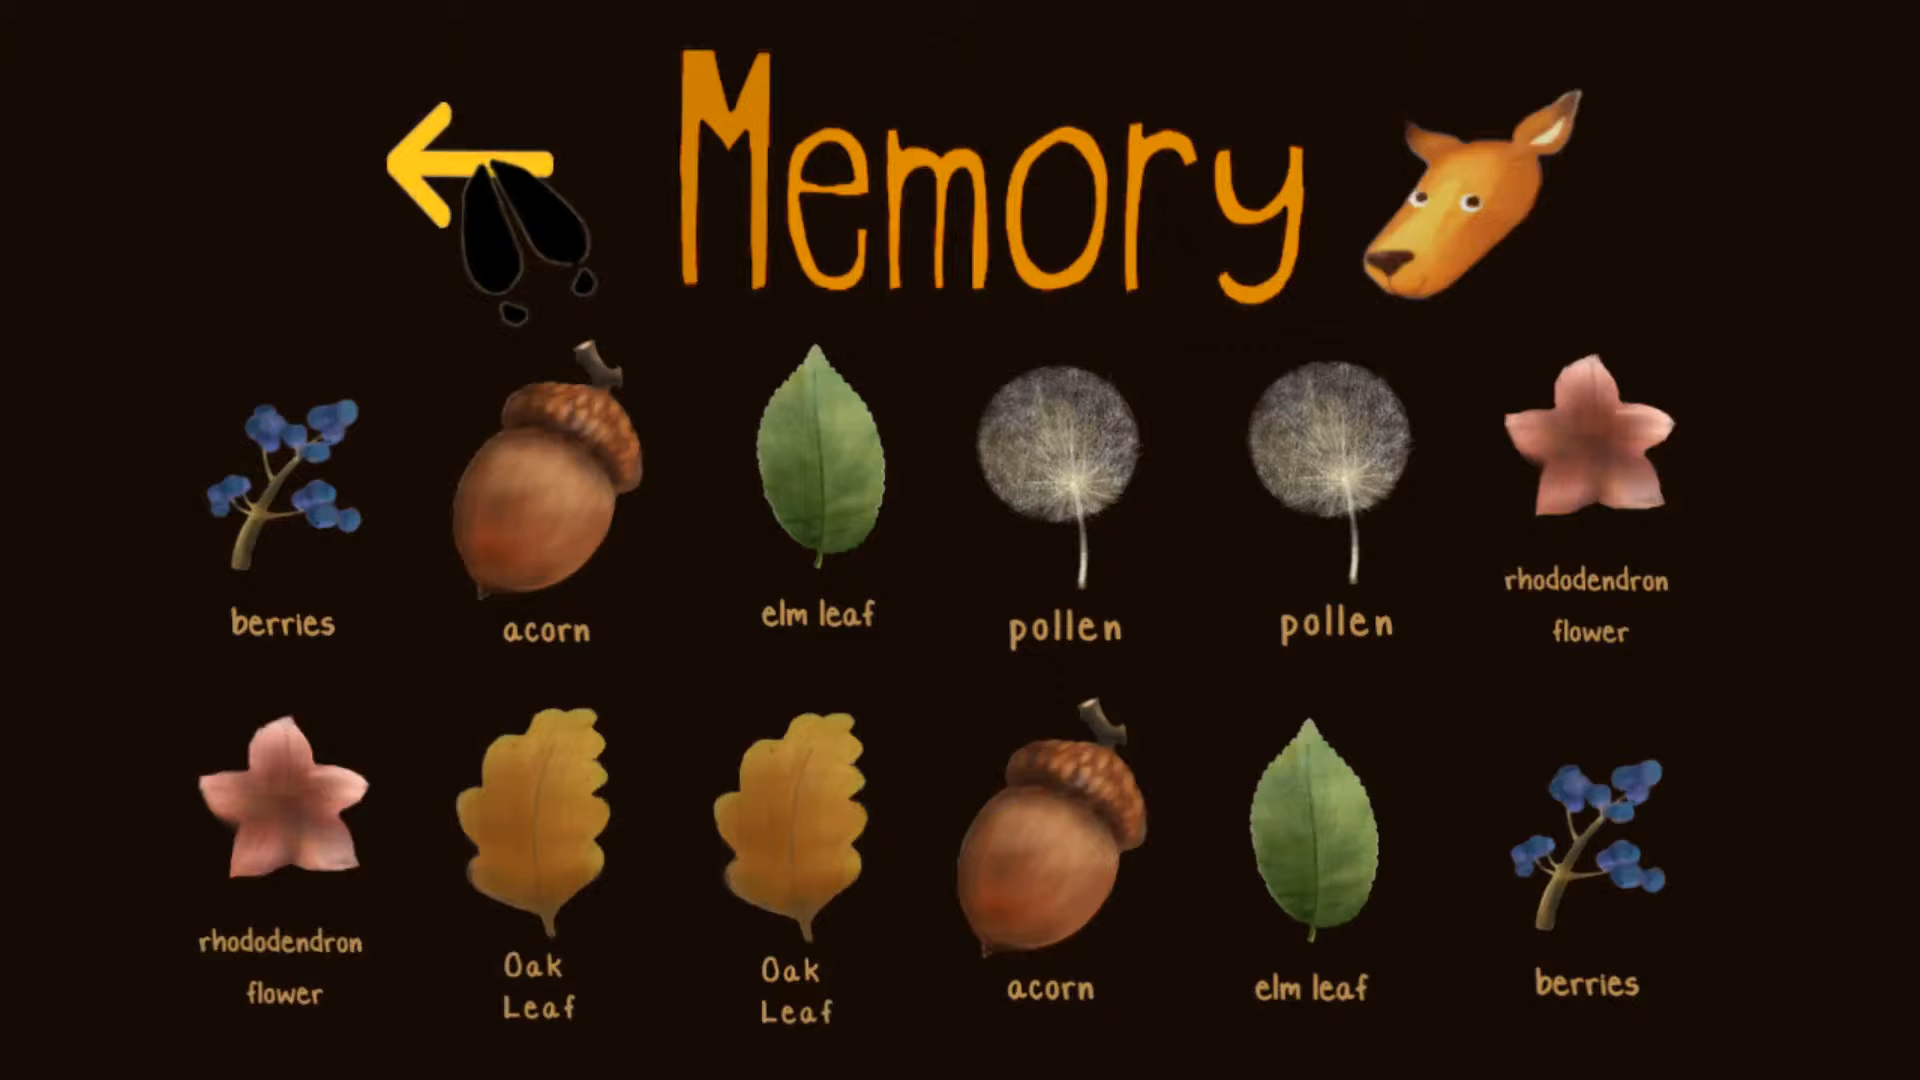 Memory
berries
acorn
elm leaf
pollen
pollen
rhododendron
flower
rhododendron
flower
Oak
Leaf
Oak
Leaf
acorn
elm leaf
berries